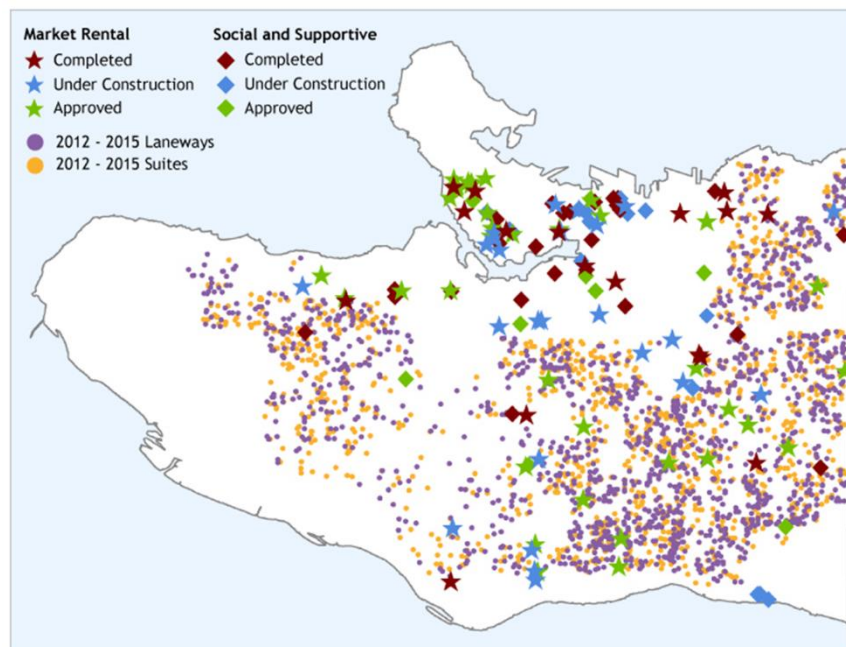 Market Rental
Completed
Under Construction
Approved
Social and Supportive
Completed
Under Construction
Approved
2012 - 2015 Laneways
2012 - 2015 Suites